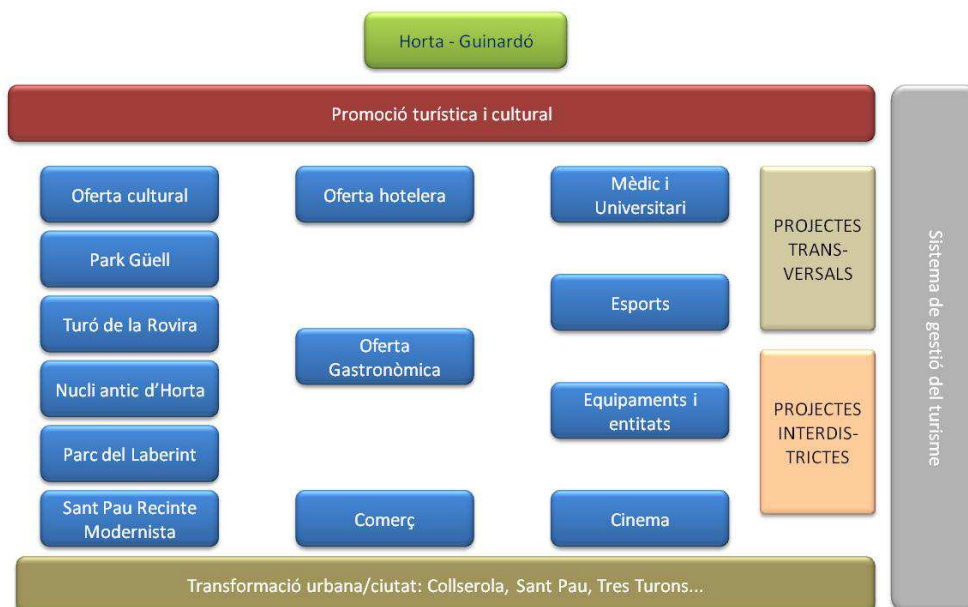 Horta - Guinardó
Promoció turística i cultural
Oferta cultural
Park Güell
Turó de la Rovira
Nucli antic d’Horta
Parc del Laberint
Sant Pau Recinte
Modernista
Oferta hotelera
Oferta
Gastronòmica
Comerç
Mèdic i
Universitari
Esports
Equipaments i
entitats
Cinema
PROJECTES
TRANS-
VERSALS
PROJECTES
INTERDIS-
TRICTES
Sistema de gestió del turisme
Transformació urbana/ciutat: Collserola, Sant Pau, Tres Turons...